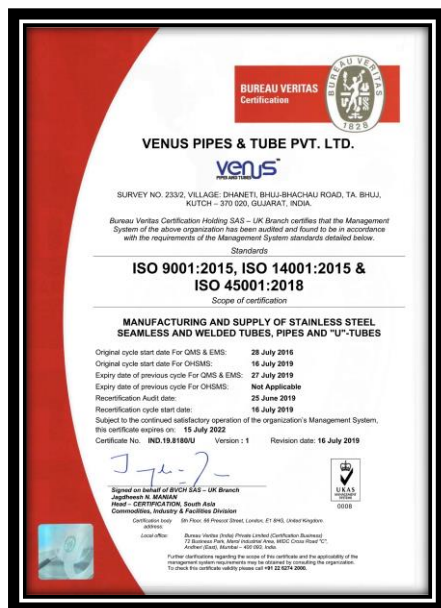 BUREAU VERITAS
Certification
BUREAU VERITAS
1828
VENUS PIPES & TUBE PVT. LTD.
venus
PIPES AND TUBES
SURVEY NO. 233/2, VILLAGE: DHANETI, BHUJ-BHACHAU ROAD, TA. BHUJ,
KUTCH – 370 020, GUJARAT, INDIA.
Bureau Veritas Certification Holding SAS – UK Branch certifies that the Management
System of the above organization has been audited and found to be in accordance
with the requirements of the Management System standards detailed below.
Standards
ISO 9001:2015, ISO 14001:2015 &
ISO 45001:2018
Scope of certification
MANUFACTURING AND SUPPLY OF STAINLESS STEEL
SEAMLESS AND WELDED TUBES, PIPES AND "U"-TUBES
Original cycle start date For QMS & EMS: 28 July 2016
Original cycle start date For OHSMS: 16 July 2019
Expiry date of previous cycle For QMS & EMS: 27 July 2019
Expiry date of previous cycle For OHSMS: Not Applicable
Recertification Audit date: 25 June 2019
Recertification cycle start date: 16 July 2019
Subject to the continued satisfactory operation of the organization's Management System,
this certificate expires on: 15 July 2022
Certificate No. IND.19.8180/U Version : 1 Revision date: 16 July 2019
Signed on behalf of BVCH SAS – UK Branch
Jagdheesh N. MANIAN
Head – CERTIFICATION, South Asia
Commodities, Industry & Facilities Division
UKAS
MANAGEMENT
SYSTEMS
0008
Certification body address: 5th Floor, 66 Prescot Street, London, E1 8HG, United Kingdom.
Local office: Bureau Veritas (India) Private Limited (Certification Business)
72 Business Park, Marol Industrial Area, MIDC Cross Road "C",
Andheri (East), Mumbai – 400 093, India.
Further clarifications regarding the scope of this certificate and the applicability of the
management system requirements may be obtained by consulting the organization.
To check this certificate validity please call +91 22 6274 2000.